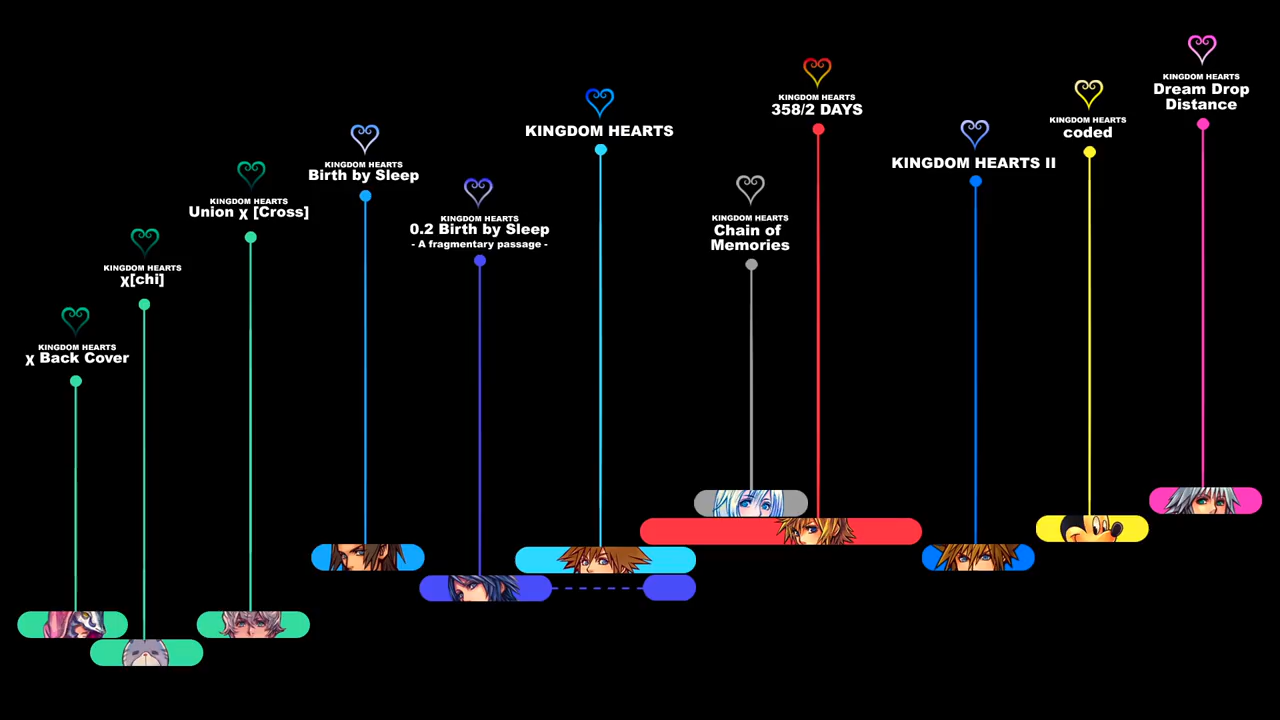 KINGDOM HEARTS
χ Back Cover
KINGDOM HEARTS
χ[chi]
KINGDOM HEARTS
Union χ [Cross]
KINGDOM HEARTS
Birth by Sleep
KINGDOM HEARTS
0.2 Birth by Sleep
- A fragmentary passage -
KINGDOM HEARTS
KINGDOM HEARTS
Chain of
Memories
KINGDOM HEARTS
358/2 DAYS
KINGDOM HEARTS II
KINGDOM HEARTS
coded
KINGDOM HEARTS
Dream Drop
Distance